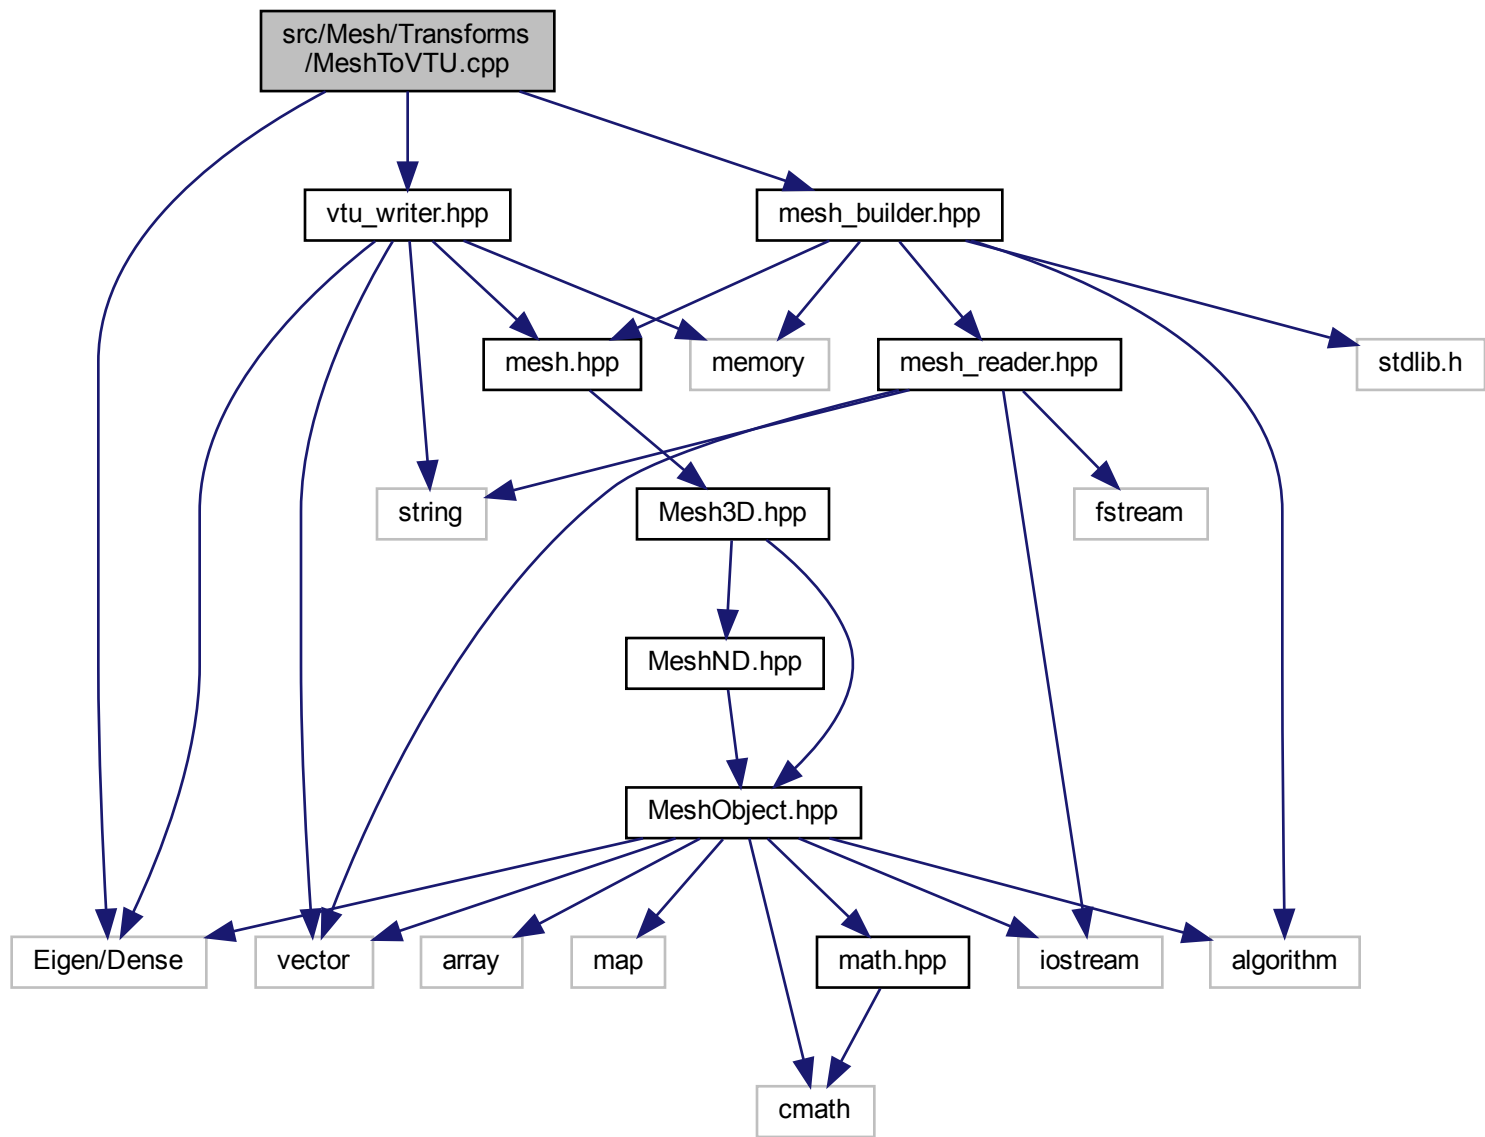 src/Mesh/Transforms
/MeshToVTU.cpp
vtu_writer.hpp
mesh_builder.hpp
mesh.hpp
memory
mesh_reader.hpp
stdlib.h
string
Mesh3D.hpp
fstream
MeshND.hpp
MeshObject.hpp
Eigen/Dense
vector
array
map
math.hpp
iostream
algorithm
cmath